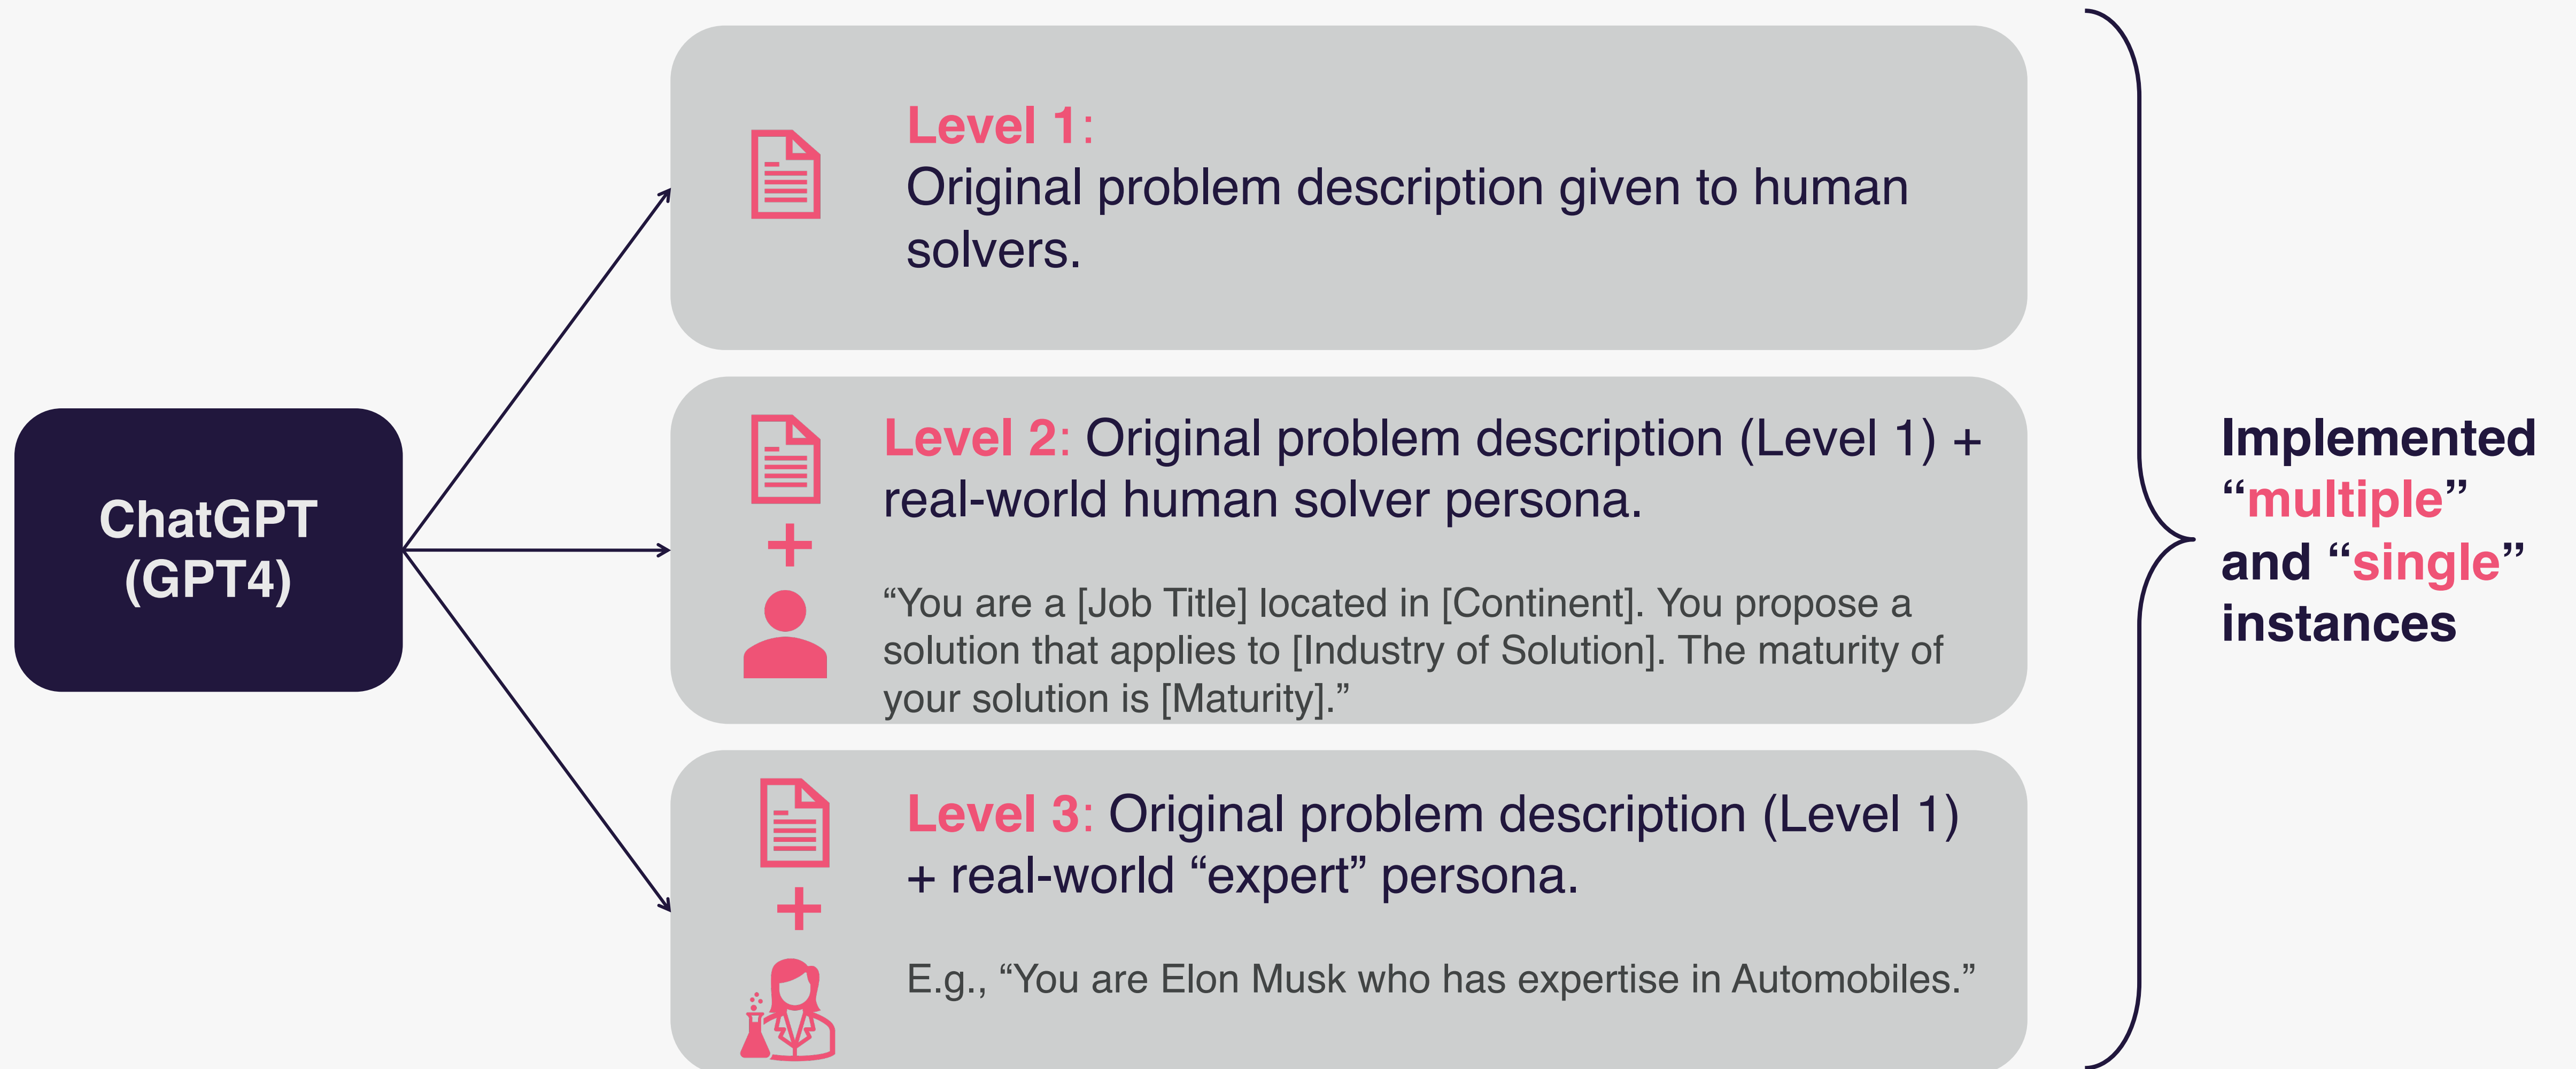 ChatGPT
(GPT4)
Level 1:
Original problem description given to human
solvers.
Level 2: Original problem description (Level 1) +
real-world human solver persona.
“You are a [Job Title] located in [Continent]. You propose a
solution that applies to [Industry of Solution]. The maturity of
your solution is [Maturity].”
Level 3: Original problem description (Level 1)
+ real-world “expert” persona.
E.g., “You are Elon Musk who has expertise in Automobiles.”
Implemented
“multiple”
and “single”
instances